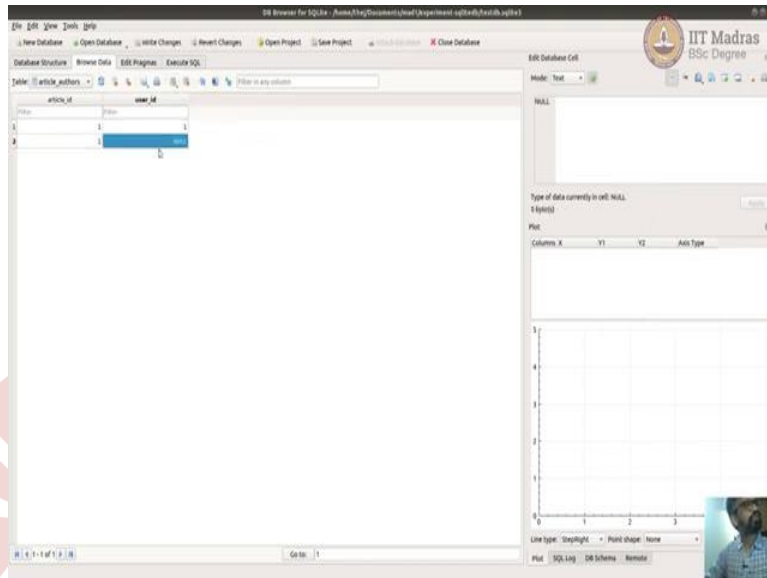 DB Browser for SQLite - /home/thej/Documents/mad1/experiment-sqlitedb/testdb.sqlite3
File Edit View Tools Help
New Database Open Database Write Changes Revert Changes Open Project Save Project Attach Database Close Database
Database Structure Browse Data Edit Pragmas Execute SQL
Table: article_authors Filter in any column
article_id user_id
Filter Filter
1 1 1
2 1 NULL
1 - 1 of 1 Go to: 1
Edit Database Cell
IIT Madras
BSc Degree
Mode: Text
NULL
Type of data currently in cell: NULL
0 byte(s)
Apply
Plot
Columns X Y1 Y2 Axis Type
5
4
3
2
1
0
0 1 2 3
Line type: StepRight Point shape: None
Plot SQL Log DB Schema Remote